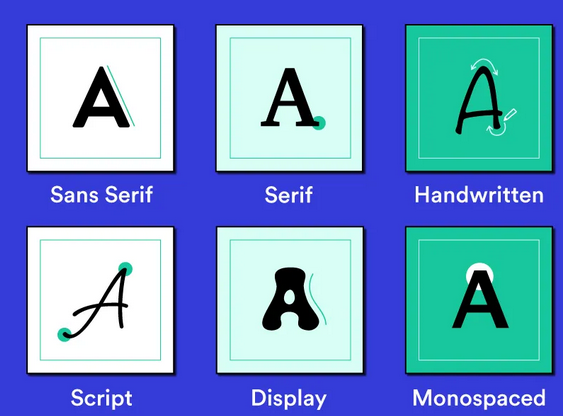 A A A
Sans Serif Serif Handwritten
A A A
Script Display Monospaced